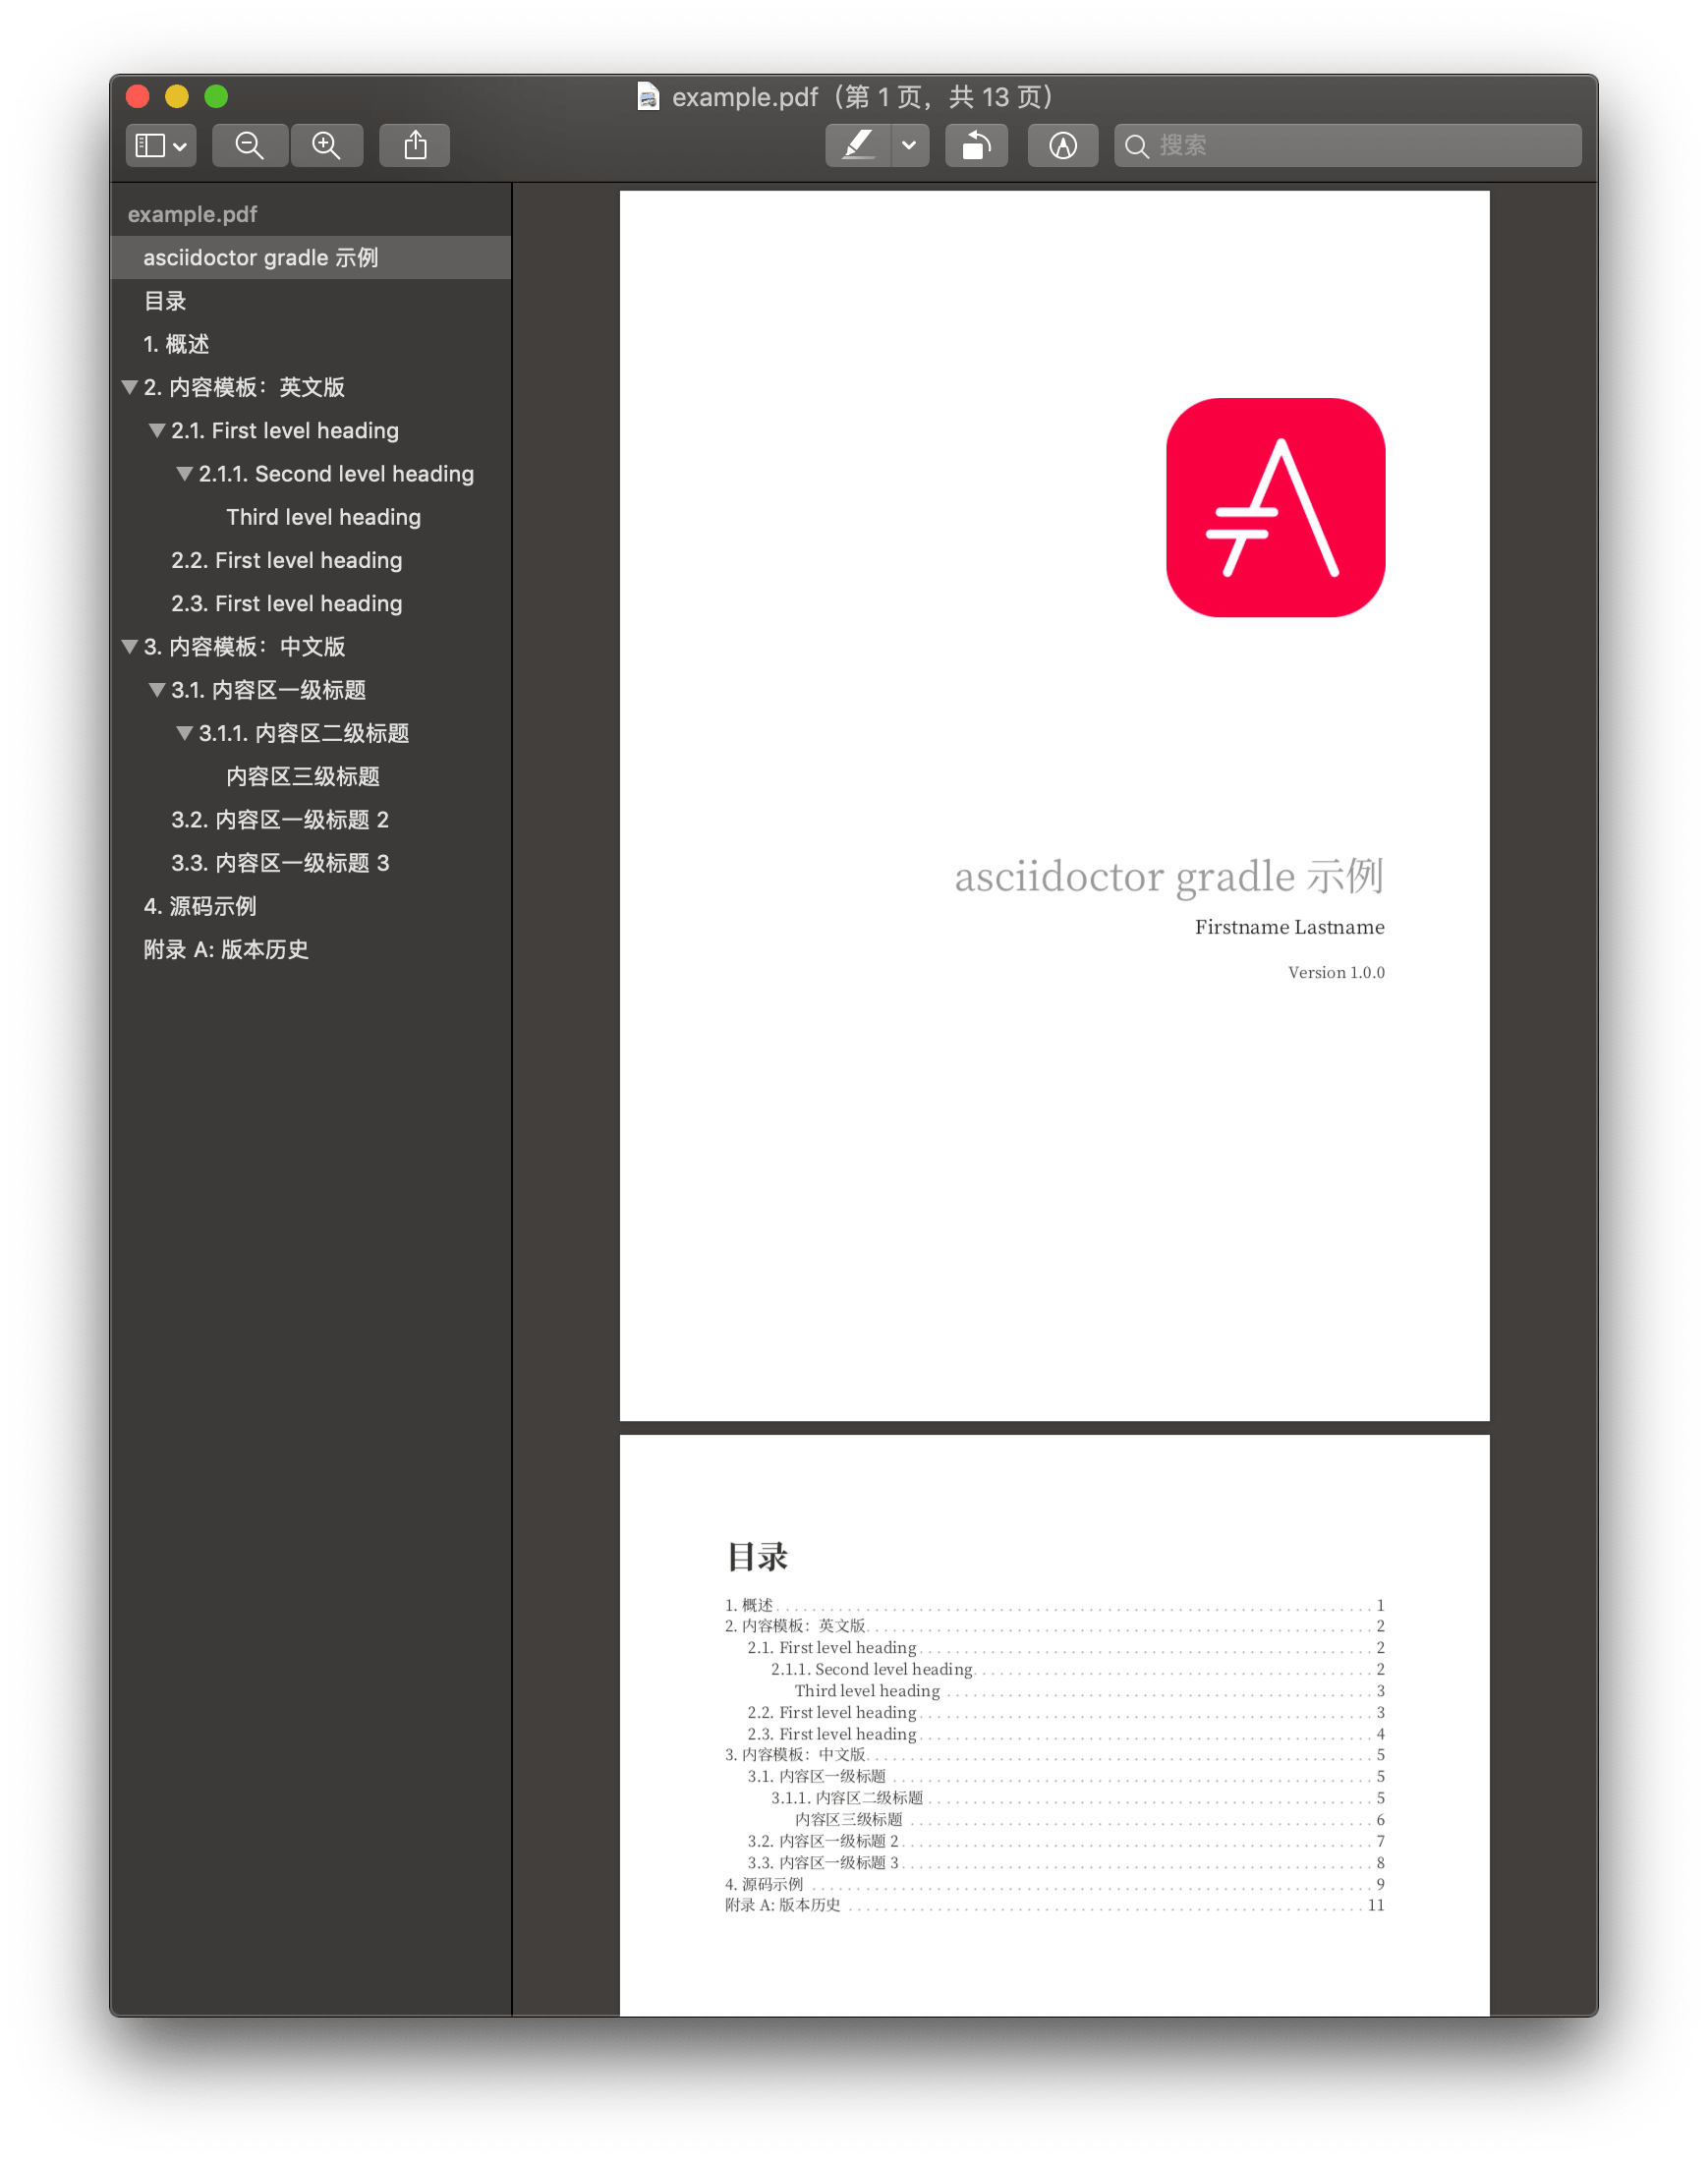 example.pdf（第 1 页，共 13 页）
搜索
example.pdf
asciidoctor gradle 示例
目录
1. 概述
2. 内容模板：英文版
2.1. First level heading
2.1.1. Second level heading
Third level heading
2.2. First level heading
2.3. First level heading
3. 内容模板：中文版
3.1. 内容区一级标题
3.1.1. 内容区二级标题
内容区三级标题
3.2. 内容区一级标题 2
3.3. 内容区一级标题 3
4. 源码示例
附录 A: 版本历史
asciidoctor gradle 示例
Firstname Lastname
Version 1.0.0
目录
1. 概述 1
2. 内容模板：英文版 2
2.1. First level heading 2
2.1.1. Second level heading 2
Third level heading 3
2.2. First level heading 3
2.3. First level heading 4
3. 内容模板：中文版 5
3.1. 内容区一级标题 5
3.1.1. 内容区二级标题 5
内容区三级标题 6
3.2. 内容区一级标题 2 7
3.3. 内容区一级标题 3 8
4. 源码示例 9
附录 A: 版本历史 11